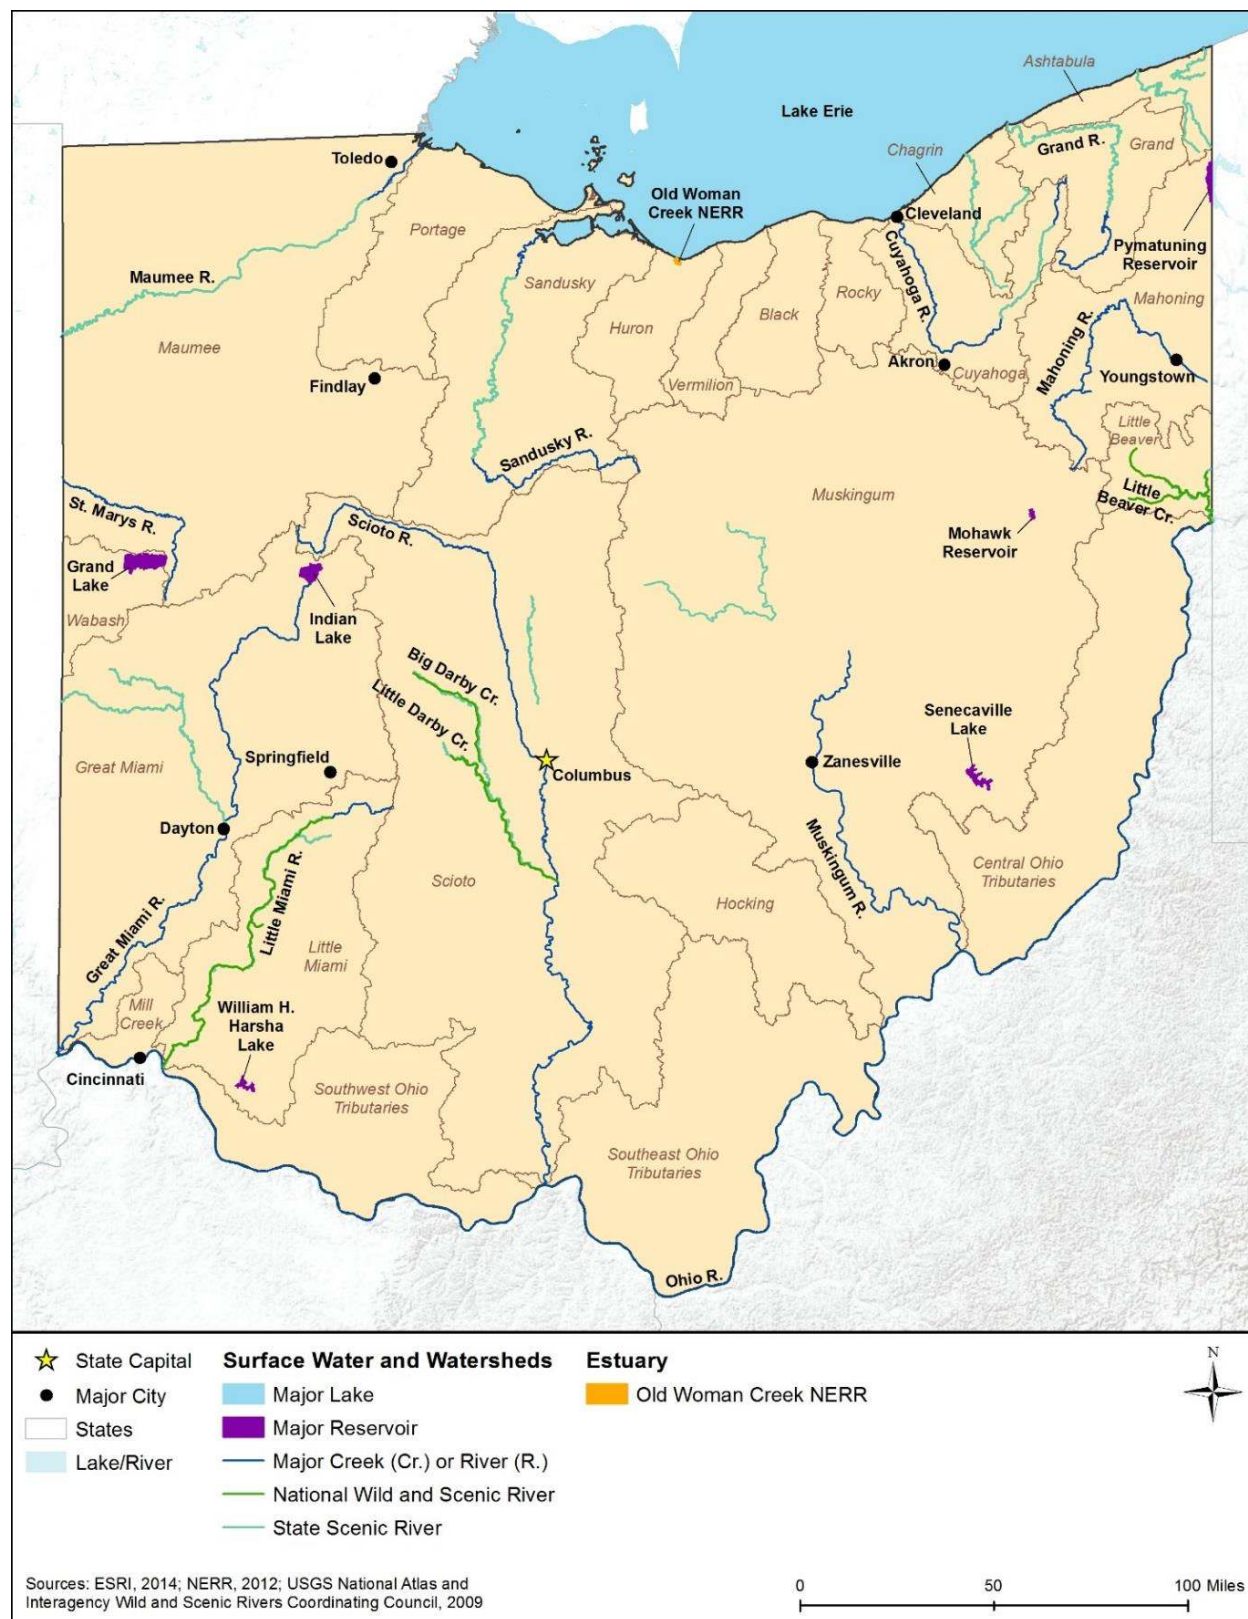 Ashtabula
Lake Erie
Toledo
Chagrin
Grand R.
Grand
Old Woman
Creek NERR
Cleveland
Portage
Cuyahoga R.
Pymatuning
Reservoir
Maumee R.
Sandusky
Rocky
Mahoning
Huron
Black
Maumee
Mahoning R.
Akron
Cuyahoga
Youngstown
Findlay
Vermilion
Little
Beaver
Sandusky R.
Little
Beaver Cr.
Muskingum
St. Marys R.
Scioto R.
Mohawk
Reservoir
Grand
Lake
Wabash
Indian
Lake
Big Darby Cr.
Little Darby Cr.
Senecaville
Lake
Springfield
Great Miami
Columbus
Zanesville
Dayton
Muskingum R.
Central Ohio
Tributaries
Scioto
Little Miami R.
Hocking
Great Miami R.
Little
Miami
Mill
Creek
William H.
Harsha
Lake
Cincinnati
Southwest Ohio
Tributaries
Southeast Ohio
Tributaries
Ohio R.
State Capital
Major City
States
Lake/River
Surface Water and Watersheds
Major Lake
Major Reservoir
Major Creek (Cr.) or River (R.)
National Wild and Scenic River
State Scenic River
Estuary
Old Woman Creek NERR
N
Sources: ESRI, 2014; NERR, 2012; USGS National Atlas and
Interagency Wild and Scenic Rivers Coordinating Council, 2009
0 50 100 Miles